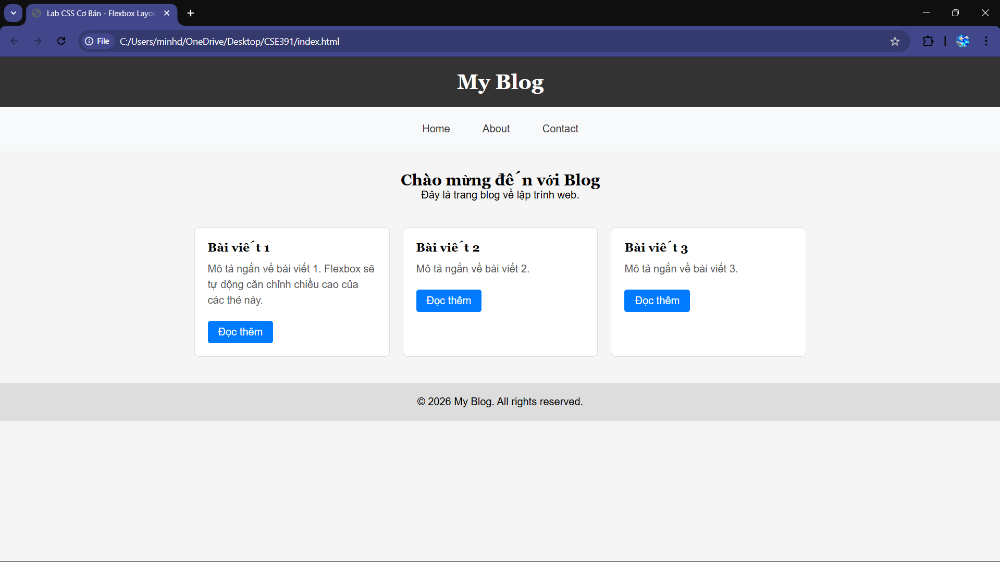 Lab CSS Cơ Bản - Flexbox Layou
File
C:/Users/minhd/OneDrive/Desktop/CSE391/index.html
My Blog
Home About Contact
Chào mừng đến với Blog
Đây là trang blog về lập trình web.
Bài viết 1
Mô tả ngắn về bài viết 1. Flexbox sẽ
tự động căn chỉnh chiều cao của
các thẻ này.
Đọc thêm
Bài viết 2
Mô tả ngắn về bài viết 2.
Đọc thêm
Bài viết 3
Mô tả ngắn về bài viết 3.
Đọc thêm
© 2026 My Blog. All rights reserved.